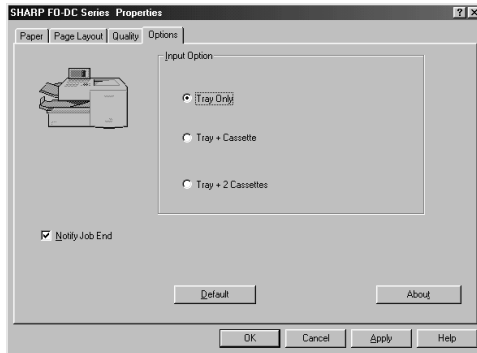 SHARP FO-DC Series Properties
Paper Page Layout Quality Options
Input Option
Tray Only
Tray + Cassette
Tray + 2 Cassettes
Notify Job End
Default About
OK Cancel Apply Help